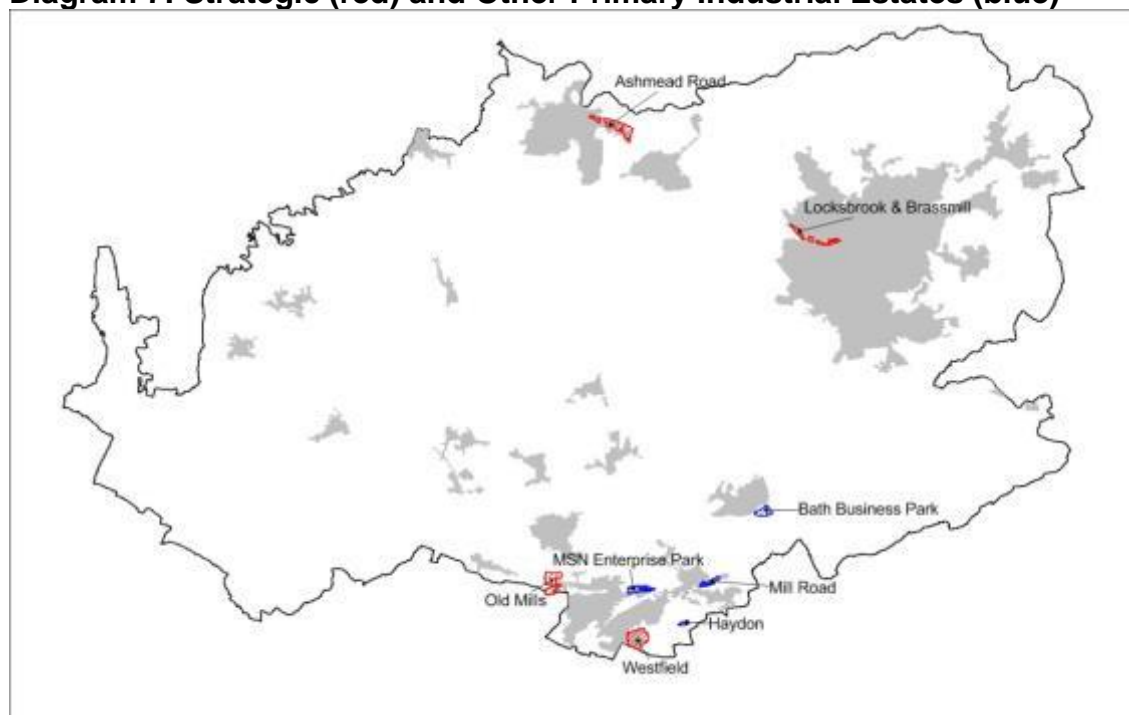 Diagram 7: Strategic (red) and Other Primary Industrial Estates (blue)
Ashmead Road
Locksbrook & Brassmill
Bath Business Park
MSN Enterprise Park
Mill Road
Old Mills
Haydon
Westfield